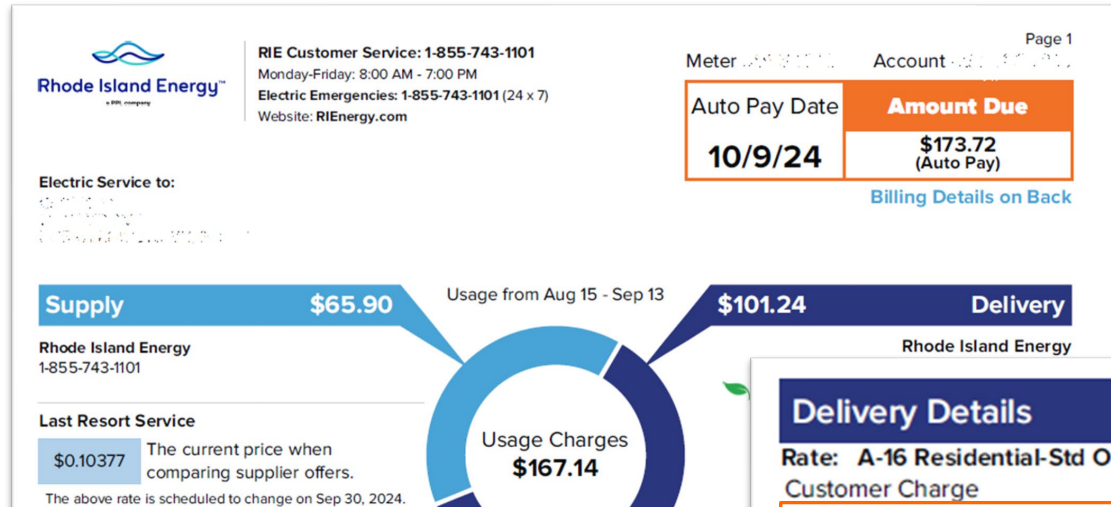 Rhode Island Energy™
a PPL company
RIE Customer Service: 1-855-743-1101
Monday-Friday: 8:00 AM - 7:00 PM
Electric Emergencies: 1-855-743-1101 (24 x 7)
Website: RIEnergy.com
Page 1
Meter
Account
Auto Pay Date
10/9/24
Amount Due
$173.72
(Auto Pay)
Billing Details on Back
Electric Service to:
Supply $65.90
Usage from Aug 15 - Sep 13
$101.24 Delivery
Rhode Island Energy
1-855-743-1101
Rhode Island Energy
Last Resort Service
$0.10377
The current price when
comparing supplier offers.
The above rate is scheduled to change on Sep 30, 2024.
Usage Charges
$167.14
Delivery Details
Rate: A-16 Residential-Std O
Customer Charge